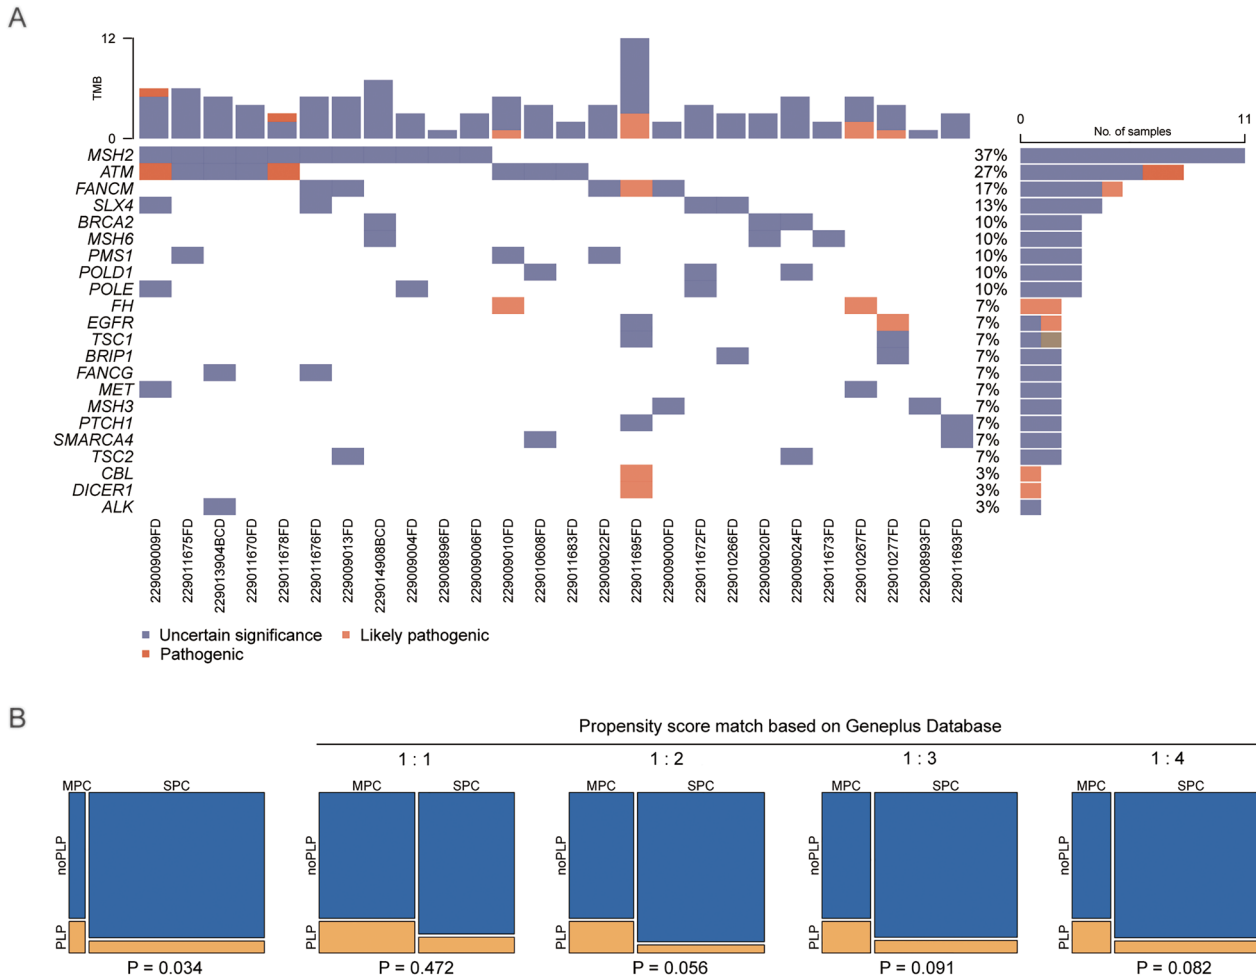 A
12
TMB
0
0
11
No. of samples
MSH2 37%
ATM 27%
FANCM 17%
SLX4 13%
BRCA2 10%
MSH6 10%
PMS1 10%
POLD1 10%
POLE 10%
FH 7%
EGFR 7%
TSC1 7%
BRIP1 7%
FANCG 7%
MET 7%
MSH3 7%
PTCH1 7%
SMARCA4 7%
TSC2 7%
CBL 3%
DICER1 3%
ALK 3%
229009009FD
229011675FD
229013904BCD
229011670FD
229011678FD
229011676FD
229009013FD
229014908BCD
229009004FD
229008996FD
229009006FD
229009010FD
229010608FD
229011683FD
229009022FD
229011695FD
229009000FD
229011672FD
229010266FD
229009020FD
229009024FD
229011673FD
229010267FD
229010277FD
229008993FD
229011693FD
Uncertain significance
Likely pathogenic
Pathogenic
B
Propensity score match based on Geneplus Database
1 : 1
1 : 2
1 : 3
1 : 4
MPC SPC
MPC SPC
MPC SPC
MPC SPC
MPC SPC
noPLP
noPLP
noPLP
noPLP
noPLP
PLP
PLP
PLP
PLP
PLP
P = 0.034
P = 0.472
P = 0.056
P = 0.091
P = 0.082